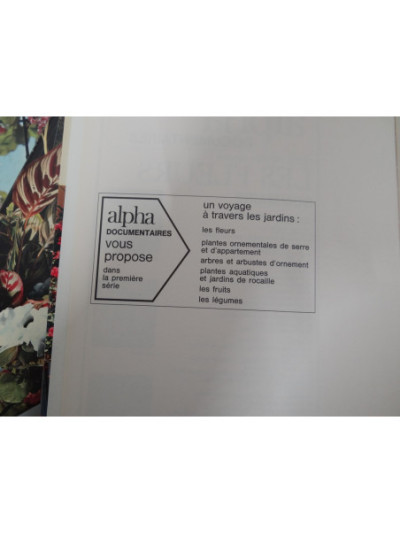 alpha
DOCUMENTAIRES
vous
propose
dans
la première
série
un voyage
à travers les jardins :
les fleurs
plantes ornementales de serre
et d'appartement
arbres et arbustes d'ornement
plantes aquatiques
et jardins de rocaille
les fruits
les légumes